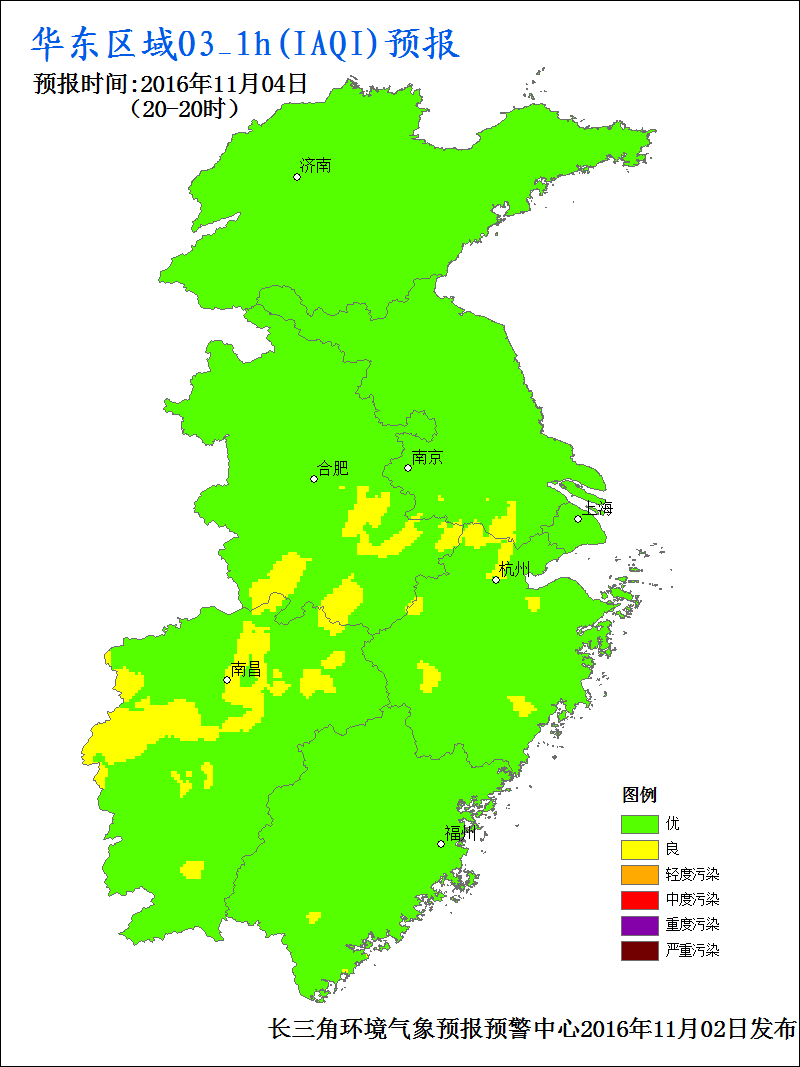 华东区域O3_1h(IAQI)预报
预报时间:2016年11月04日
（20-20时）
济南
南京
合肥
上海
杭州
南昌
福州
图例
优
良
轻度污染
中度污染
重度污染
严重污染
长三角环境气象预报预警中心2016年11月02日发布